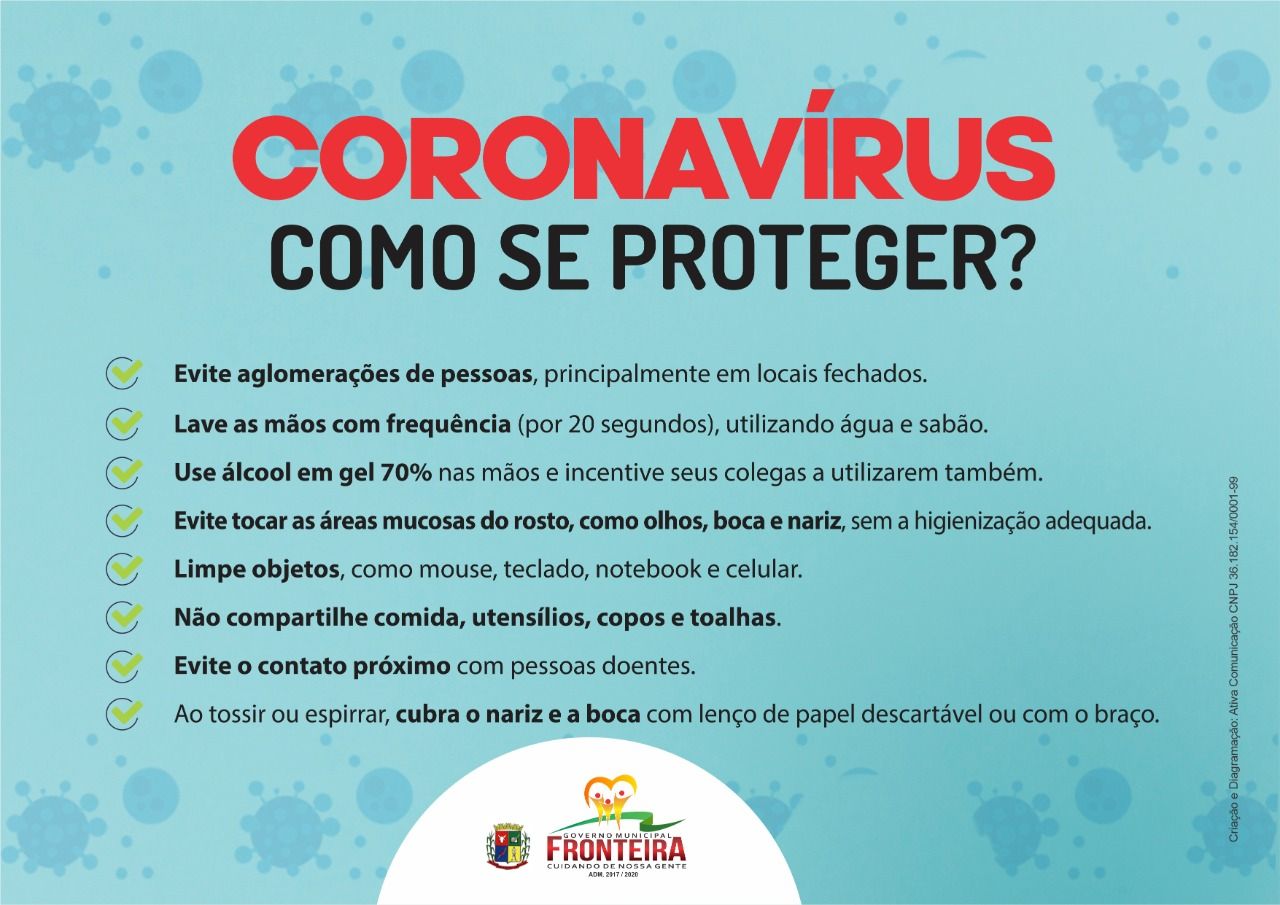 CORONAVÍRUS
COMO SE PROTEGER?
Evite aglomerações de pessoas, principalmente em locais fechados.
Lave as mãos com frequência (por 20 segundos), utilizando água e sabão.
Use álcool em gel 70% nas mãos e incentive seus colegas a utilizarem também.
Evite tocar as áreas mucosas do rosto, como olhos, boca e nariz, sem a higienização adequada.
Limpe objetos, como mouse, teclado, notebook e celular.
Não compartilhe comida, utensílios, copos e toalhas.
Evite o contato próximo com pessoas doentes.
Ao tossir ou espirrar, cubra o nariz e a boca com lenço de papel descartável ou com o braço.
GOVERNO MUNICIPAL
FRONTEIRA
CUIDANDO DE NOSSA GENTE
ADM. 2017 / 2020
Criação e Diagramação: Ativa Comunicação CNPJ 36.182.154/0001-99